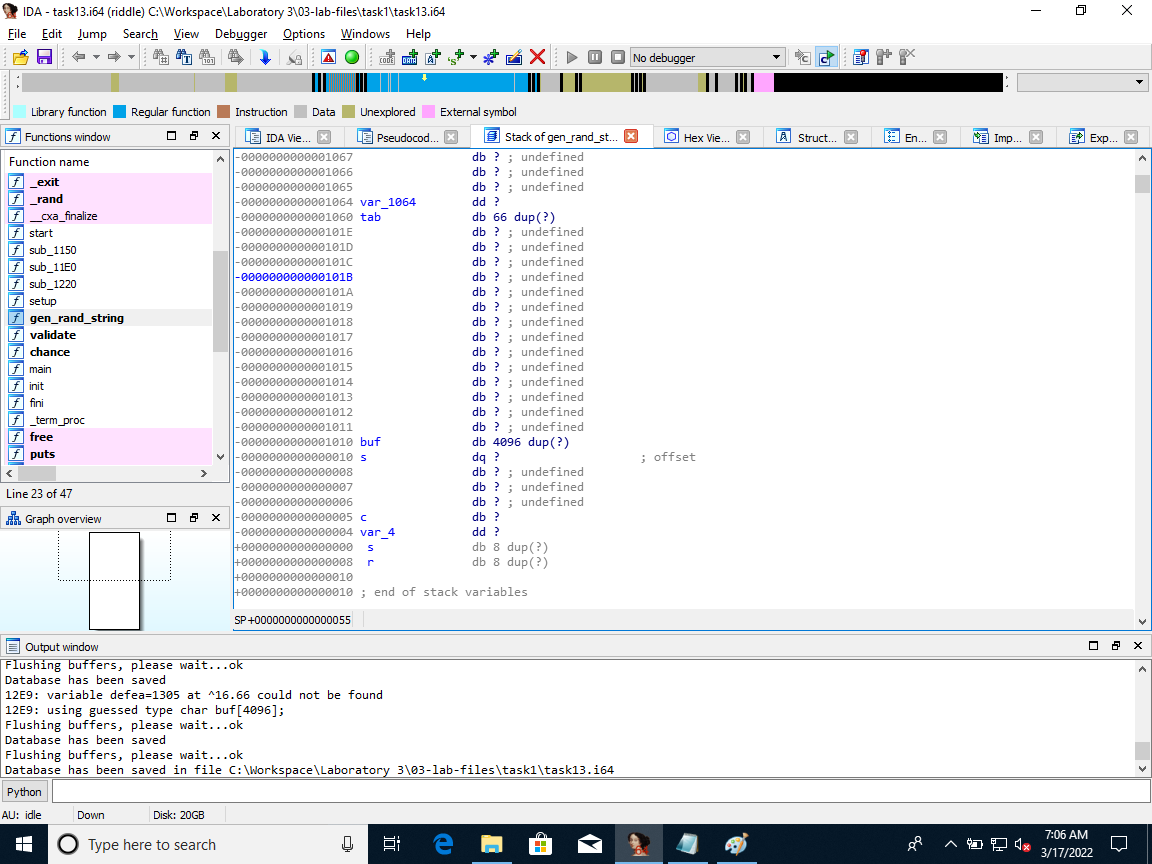 IDA - task13.i64 (riddle) C:\Workspace\Laboratory 3\03-lab-files\task1\task13.i64
File Edit Jump Search View Debugger Options Windows Help
No debugger
Library function Regular function Instruction Data Unexplored External symbol
Functions window
IDA Vie... Pseudocod... Stack of gen_rand_st... Hex Vie... Struct... En... Imp... Exp...
Function name
_exit
_rand
__cxa_finalize
start
sub_1150
sub_11E0
sub_1220
setup
gen_rand_string
validate
chance
main
init
fini
_term_proc
free
puts
Line 23 of 47
Graph overview
-0000000000001067 db ? ; undefined
-0000000000001066 db ? ; undefined
-0000000000001065 db ? ; undefined
-0000000000001064 var_1064 dd ?
-0000000000001060 tab db 66 dup(?)
-000000000000101E db ? ; undefined
-000000000000101D db ? ; undefined
-000000000000101C db ? ; undefined
-000000000000101B db ? ; undefined
-000000000000101A db ? ; undefined
-0000000000001019 db ? ; undefined
-0000000000001018 db ? ; undefined
-0000000000001017 db ? ; undefined
-0000000000001016 db ? ; undefined
-0000000000001015 db ? ; undefined
-0000000000001014 db ? ; undefined
-0000000000001013 db ? ; undefined
-0000000000001012 db ? ; undefined
-0000000000001011 db ? ; undefined
-0000000000001010 buf db 4096 dup(?)
-0000000000000010 s dq ? ; offset
-0000000000000008 db ? ; undefined
-0000000000000007 db ? ; undefined
-0000000000000006 db ? ; undefined
-0000000000000005 c db ?
-0000000000000004 var_4 dd ?
+0000000000000000 s db 8 dup(?)
+0000000000000008 r db 8 dup(?)
+0000000000000010
+0000000000000010 ; end of stack variables
SP+0000000000000055
Output window
Flushing buffers, please wait...ok
Database has been saved
12E9: variable defea=1305 at ^16.66 could not be found
12E9: using guessed type char buf[4096];
Flushing buffers, please wait...ok
Database has been saved
Flushing buffers, please wait...ok
Database has been saved in file C:\Workspace\Laboratory 3\03-lab-files\task1\task13.i64
Python
AU: idle Down Disk: 20GB
Type here to search
7:06 AM
3/17/2022